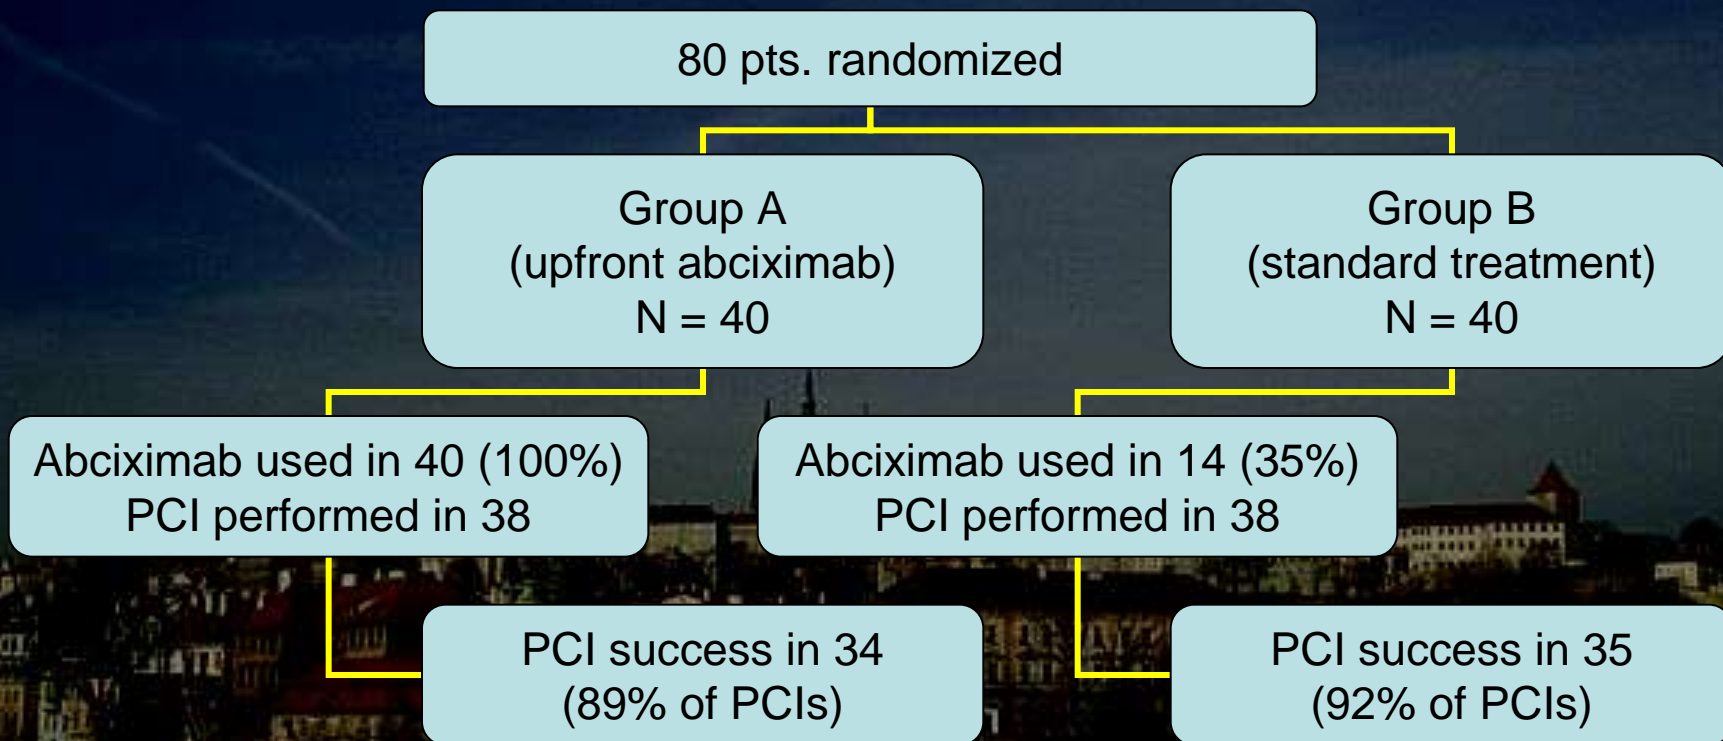 80 pts. randomized
Group A
(upfront abciximab)
N = 40
Group B
(standard treatment)
N = 40
Abciximab used in 40 (100%)
PCI performed in 38
Abciximab used in 14 (35%)
PCI performed in 38
PCI success in 34
(89% of PCIs)
PCI success in 35
(92% of PCIs)